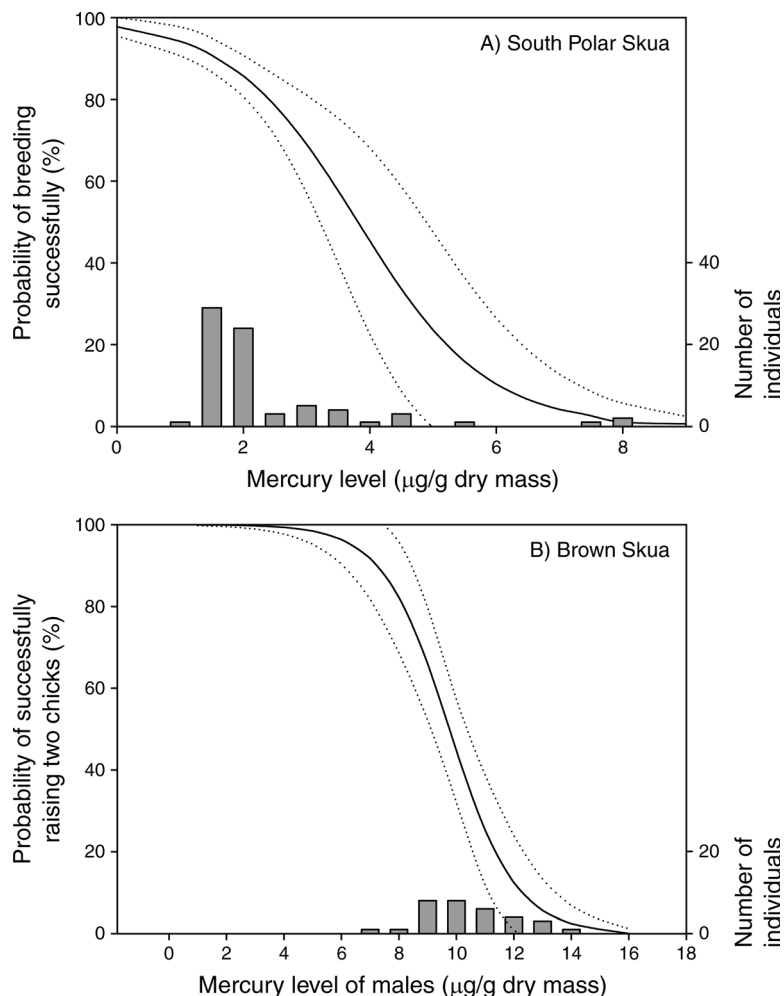 A) South Polar Skua
100
80
60
40
20
0
Probability of breeding
successfully (%)
40
20
0
Number of
individuals
0 2 4 6 8
Mercury level (μg/g dry mass)
B) Brown Skua
100
80
60
40
20
0
Probability of successfully
raising two chicks (%)
20
0
Number of
individuals
0 2 4 6 8 10 12 14 16 18
Mercury level of males (μg/g dry mass)